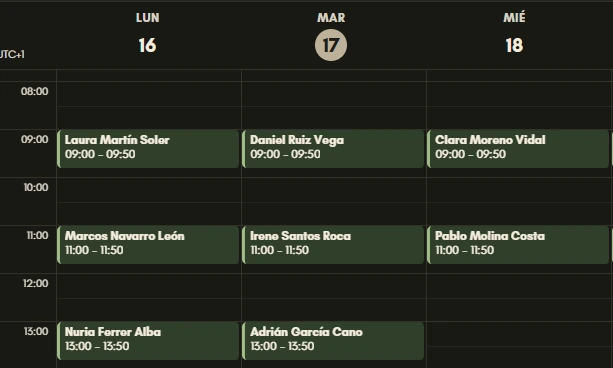 LUN
MAR
MIÉ
16
17
18
UTC+1
08:00
09:00
Laura Martín Soler
09:00 – 09:50
Daniel Ruiz Vega
09:00 – 09:50
Clara Moreno Vidal
09:00 – 09:50
10:00
11:00
Marcos Navarro León
11:00 – 11:50
Irene Santos Roca
11:00 – 11:50
Pablo Molina Costa
11:00 – 11:50
12:00
13:00
Nuria Ferrer Alba
13:00 – 13:50
Adrián García Cano
13:00 – 13:50